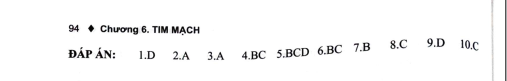 94 ♦ Chương 6. TIM MẠCH
ĐÁP ÁN: 1.D 2.A 3.A 4.BC 5.BCD 6.BC 7.B 8.C 9.D 10.C